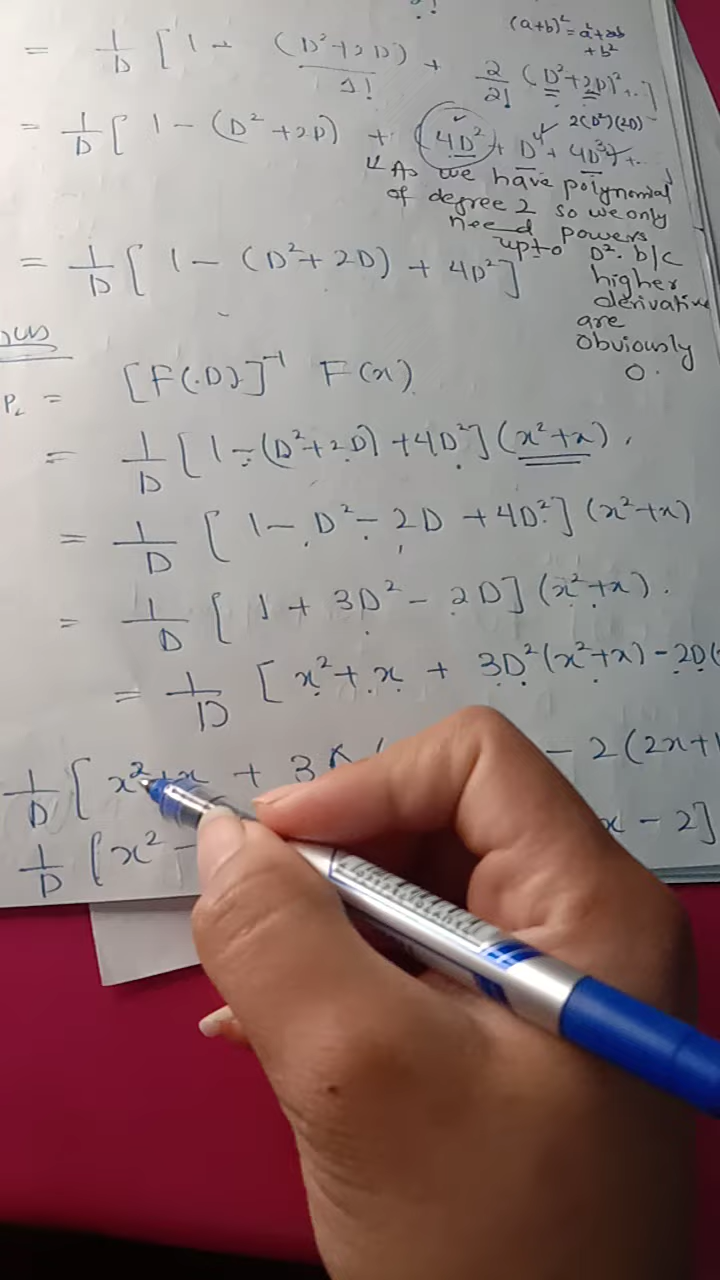 (a+b)² = a²+2ab
+b²
= 1/D [ 1 - (D²+2D)/1! + 2/2! (D²+2D)²+..]
2(D²)(2D)
= 1/D [ 1 - (D² + 2D) + (4D² + D⁴ + 4D³)+..
As we have polynomial
of degree 2 so we only
need powers
upto D². b/c
higher
derivative
are
obviously
0.
= 1/D [ 1 - (D² + 2D) + 4D²]
= [F(D)]⁻¹ F(x)
= 1/D [1 - (D²+2D) + 4D²] (x²+x).
= 1/D [ 1 - D² - 2D + 4D²] (x²+x)
= 1/D [ 1 + 3D² - 2D] (x²+x).
= 1/D [ x² + x + 3D²(x²+x) - 2D(
1/D [ x² + x + 3 - 2(2x+1
1/D [x² x - 2]